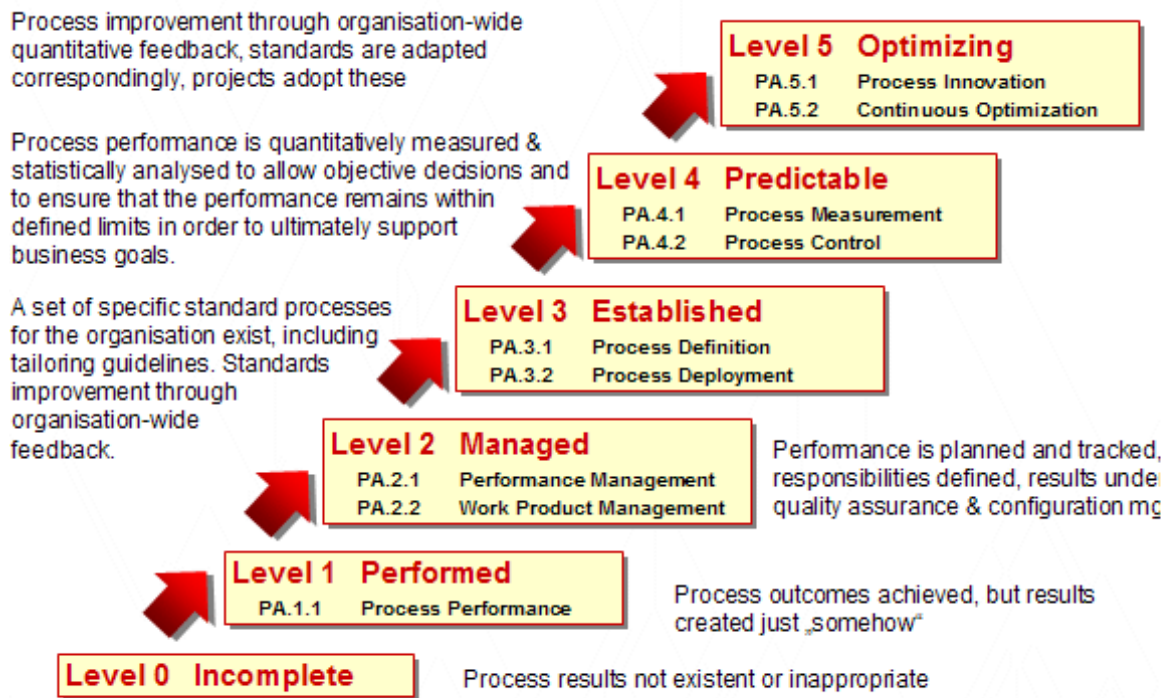 Process improvement through organisation-wide
quantitative feedback, standards are adapted
correspondingly, projects adopt these
Level 5 Optimizing
PA.5.1 Process Innovation
PA.5.2 Continuous Optimization
Process performance is quantitatively measured &
statistically analysed to allow objective decisions and
to ensure that the performance remains within
defined limits in order to ultimately support
business goals.
Level 4 Predictable
PA.4.1 Process Measurement
PA.4.2 Process Control
A set of specific standard processes
for the organisation exist, including
tailoring guidelines. Standards
improvement through
organisation-wide
feedback.
Level 3 Established
PA.3.1 Process Definition
PA.3.2 Process Deployment
Level 2 Managed
PA.2.1 Performance Management
PA.2.2 Work Product Management
Performance is planned and tracked,
responsibilities defined, results unde
quality assurance & configuration mg
Level 1 Performed
PA.1.1 Process Performance
Process outcomes achieved, but results
created just „somehow“
Level 0 Incomplete
Process results not existent or inappropriate